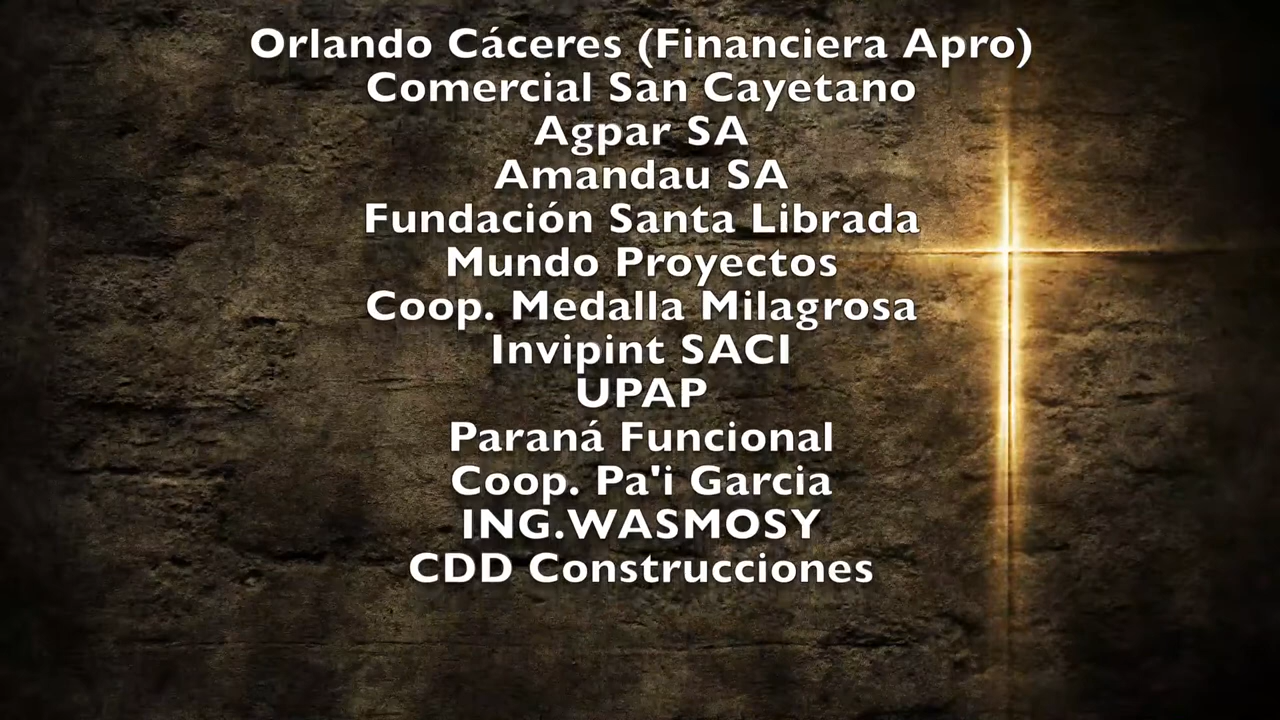 Orlando Cáceres (Financiera Apro)
Comercial San Cayetano
Agpar SA
Amandau SA
Fundación Santa Librada
Mundo Proyectos
Coop. Medalla Milagrosa
Invipint SACI
UPAP
Paraná Funcional
Coop. Pa'i Garcia
ING.WASMOSY
CDD Construcciones